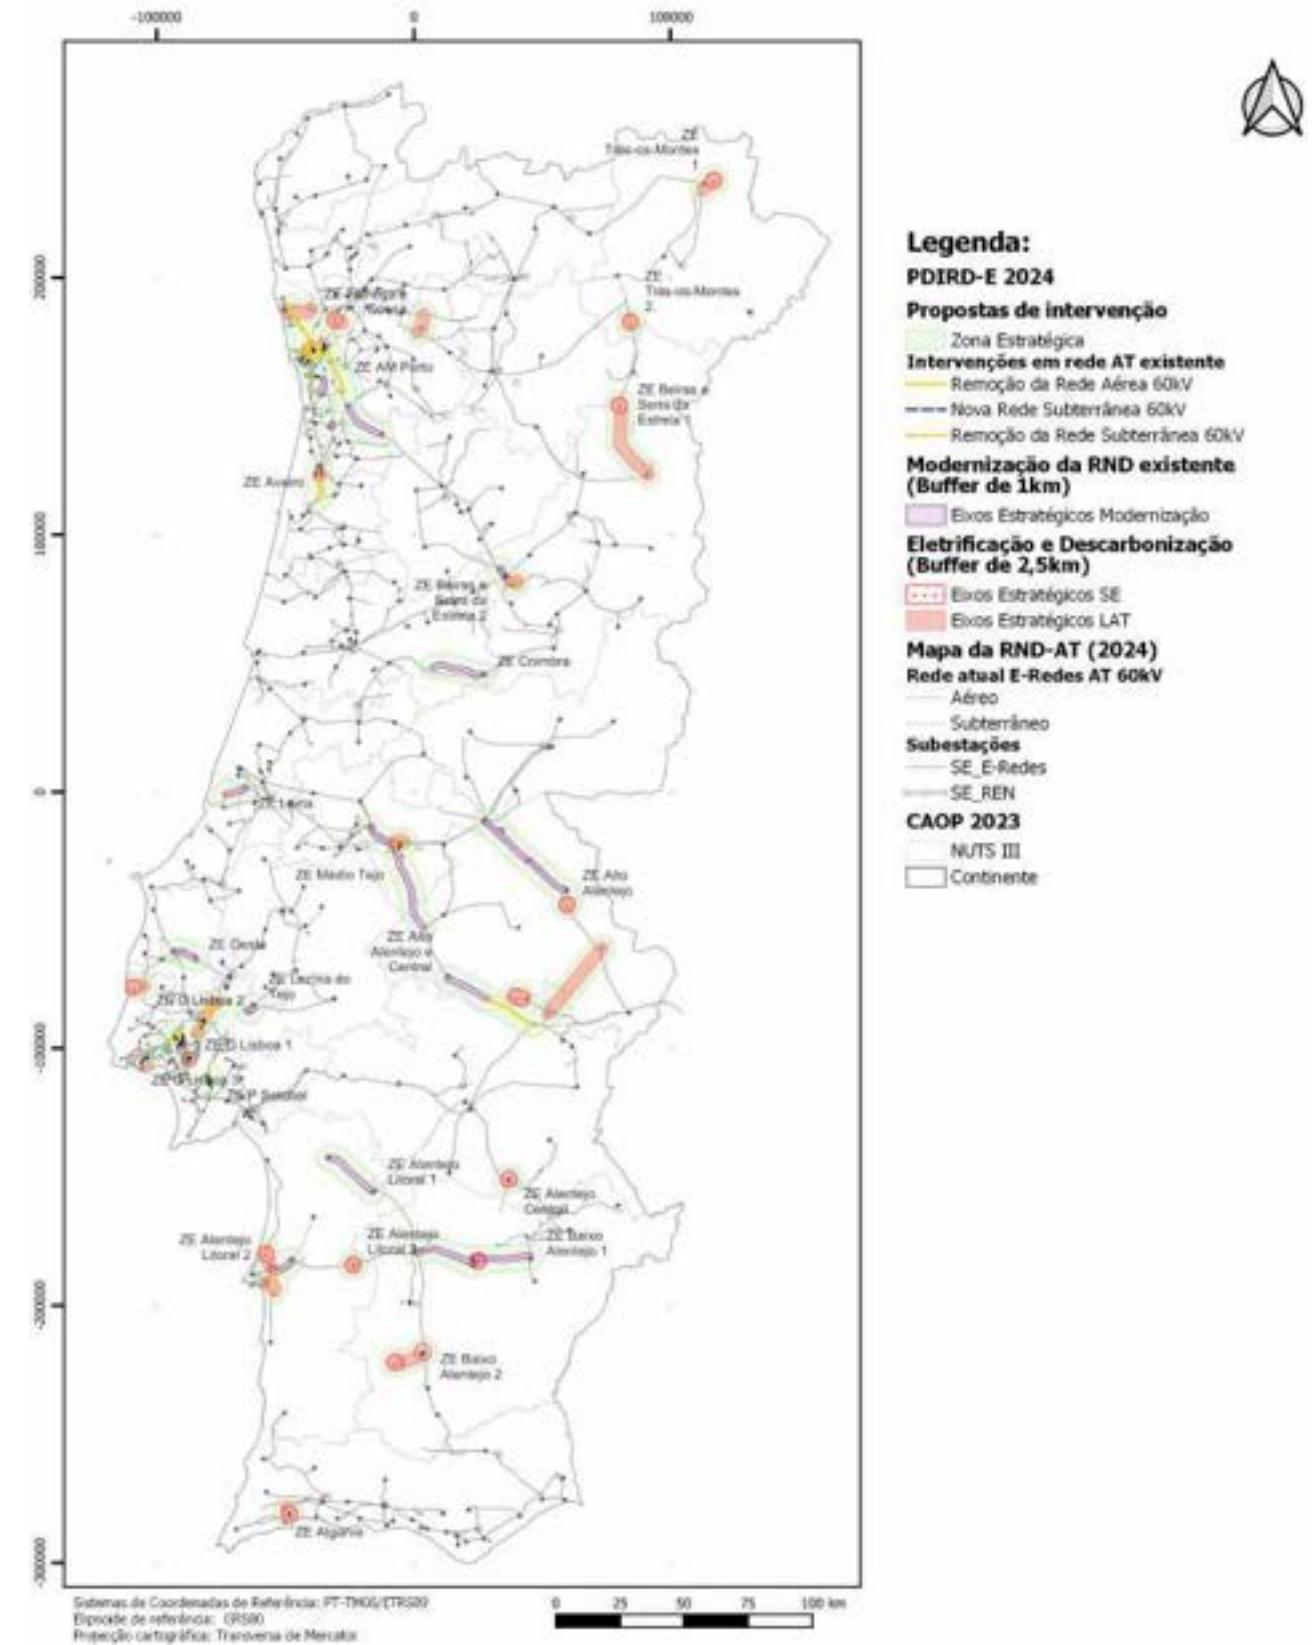 -100000
0
100000
200000
100000
0
-100000
-200000
-300000
ZE
Trás-os-Montes
1
ZE
Trás-os-Montes
2
ZE AM Porto
ZE Beiras e
Serra da
Estrela 1
ZE Aveiro
ZE Beiras e
Serra da
Estrela 2
ZE Coimbra
ZE Leiria
ZE Médio Tejo
ZE Alto
Alentejo
ZE Alto
Alentejo e
Central
ZE Oeste
ZE Lezíria do
Tejo
ZE G Lisboa 2
ZE G Lisboa 1
ZE P Setúbal
ZE Alentejo
Litoral 1
ZE Alentejo
Central
ZE Alentejo
Litoral 2
ZE Alentejo
Litoral 3
ZE Baixo
Alentejo 1
ZE Baixo
Alentejo 2
ZE Algarve
Legenda:
PDIRD-E 2024
Propostas de intervenção
Zona Estratégica
Intervenções em rede AT existente
Remoção da Rede Aérea 60kV
Nova Rede Subterrânea 60kV
Remoção da Rede Subterrânea 60kV
Modernização da RND existente
(Buffer de 1km)
Eixos Estratégicos Modernização
Eletrificação e Descarbonização
(Buffer de 2,5km)
Eixos Estratégicos SE
Eixos Estratégicos LAT
Mapa da RND-AT (2024)
Rede atual E-Redes AT 60kV
Aéreo
Subterrâneo
Subestações
SE_E-Redes
SE_REN
CAOP 2023
NUTS III
Continente
Sistemas de Coordenadas de Referência: PT-TM06/ETRS89
Elipsoide de referência: GRS80
Projecção cartográfica: Transversa de Mercator
0 25 50 75 100 km